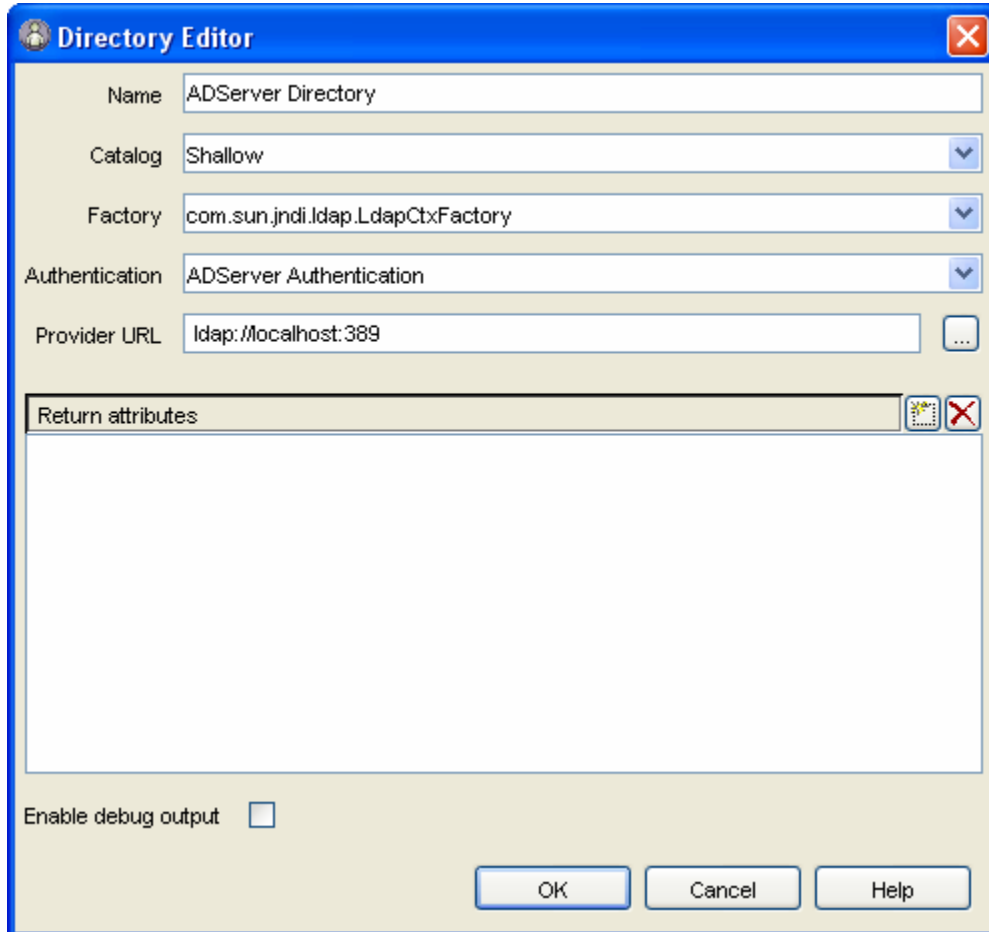 Directory Editor
Name ADServer Directory
Catalog Shallow
Factory com.sun.jndi.ldap.LdapCtxFactory
Authentication ADServer Authentication
Provider URL ldap://localhost:389 ...
Return attributes
Enable debug output
OK Cancel Help